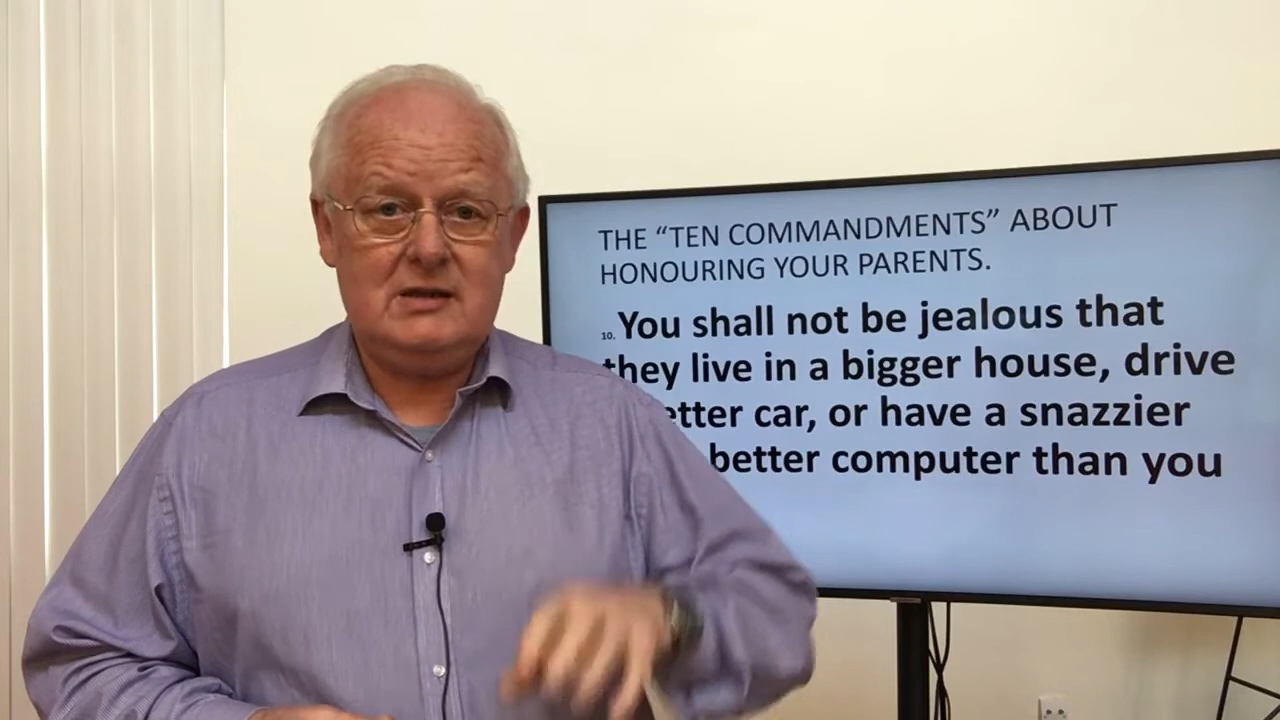 THE “TEN COMMANDMENTS” ABOUT
HONOURING YOUR PARENTS.
10. You shall not be jealous that
they live in a bigger house, drive
etter car, or have a snazzier
better computer than you